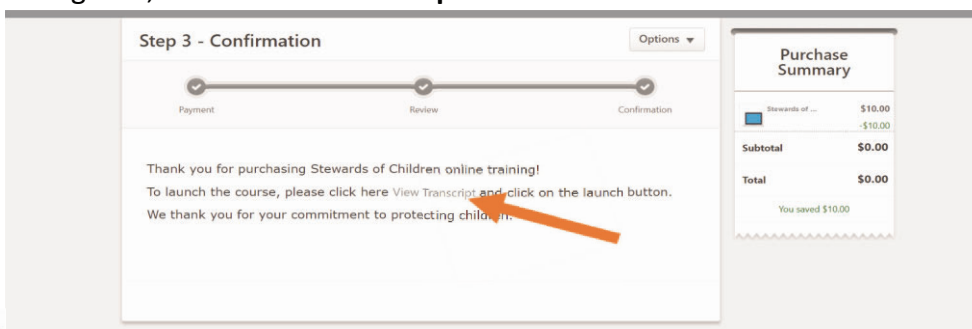 Step 3 - Confirmation
Options
Payment
Review
Confirmation
Thank you for purchasing Stewards of Children online training!
To launch the course, please click here View Transcript and click on the launch button.
We thank you for your commitment to protecting children!
Purchase
Summary
Stewards of ... $10.00
-$10.00
Subtotal $0.00
Total $0.00
You saved $10.00